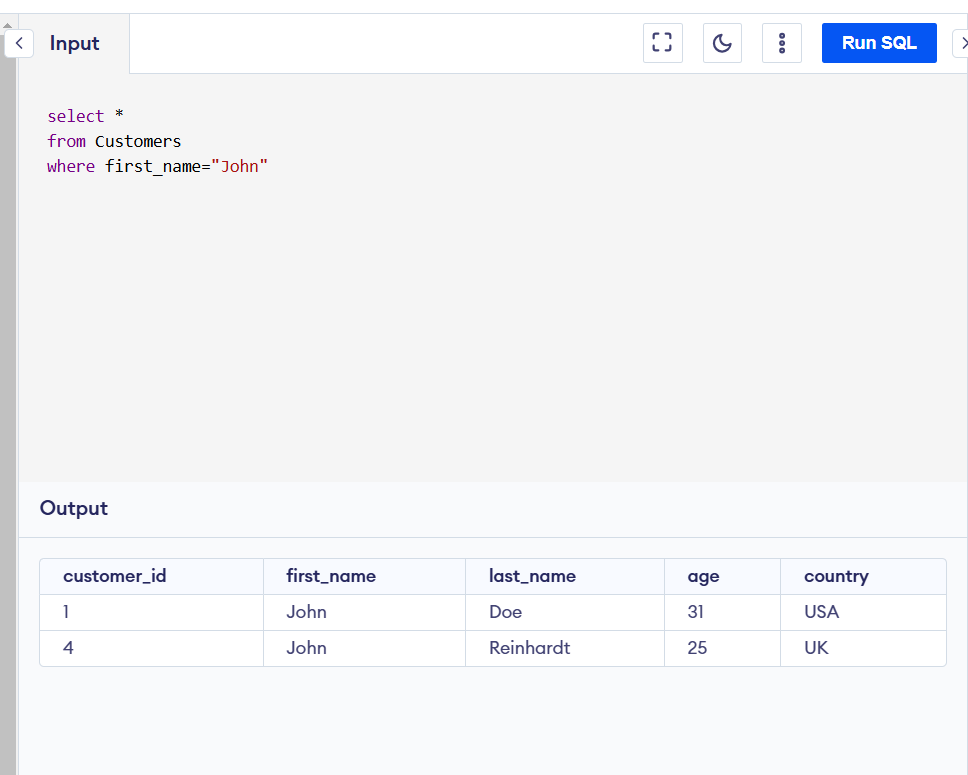 Input
Run SQL
select *
from Customers
where first_name="John"
Output
customer_id first_name last_name age country
1 John Doe 31 USA
4 John Reinhardt 25 UK